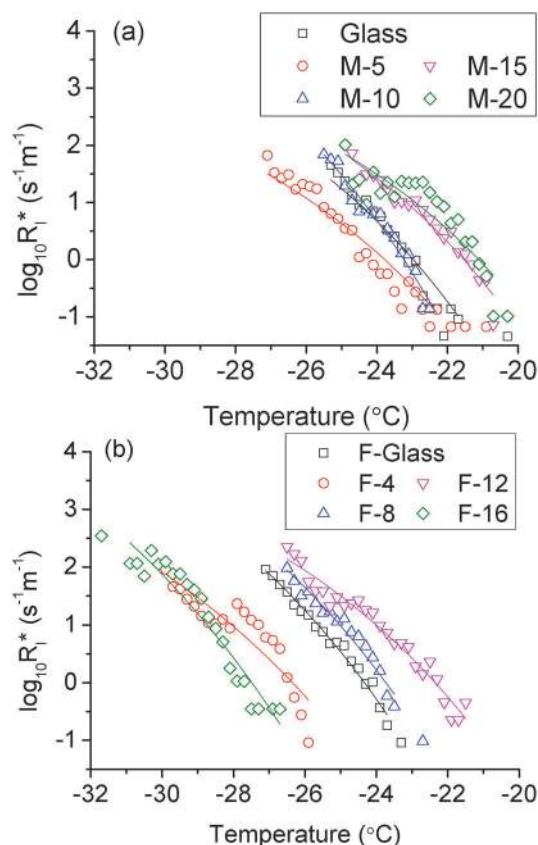 (a)
Glass
M-5 M-15
M-10 M-20
log10RI* (s-1m-1)
4
3
2
1
0
-1
-32 -30 -28 -26 -24 -22 -20
Temperature (°C)
(b)
F-Glass
F-4 F-12
F-8 F-16
log10RI* (s-1m-1)
4
3
2
1
0
-1
-32 -30 -28 -26 -24 -22 -20
Temperature (°C)